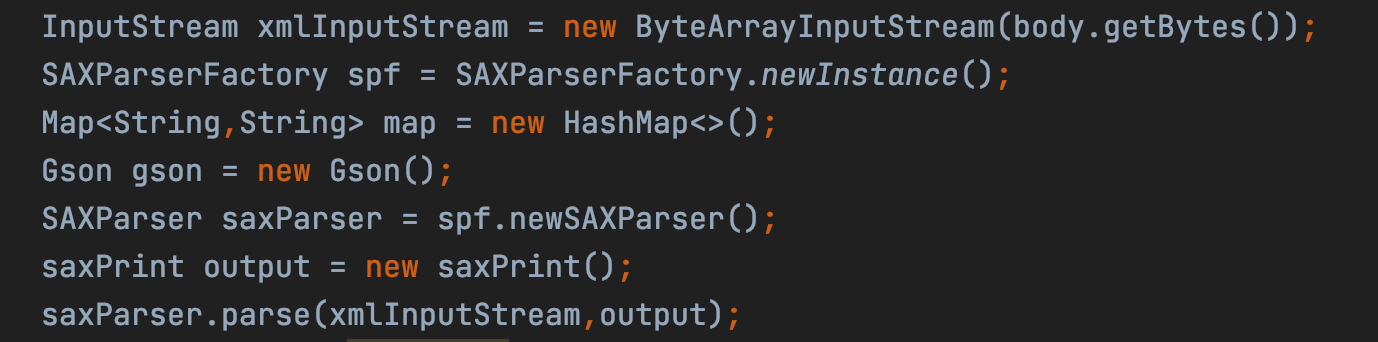 InputStream xmlInputStream = new ByteArrayInputStream(body.getBytes());
SAXParserFactory spf = SAXParserFactory.newInstance();
Map<String,String> map = new HashMap<>();
Gson gson = new Gson();
SAXParser saxParser = spf.newSAXParser();
saxPrint output = new saxPrint();
saxParser.parse(xmlInputStream,output);